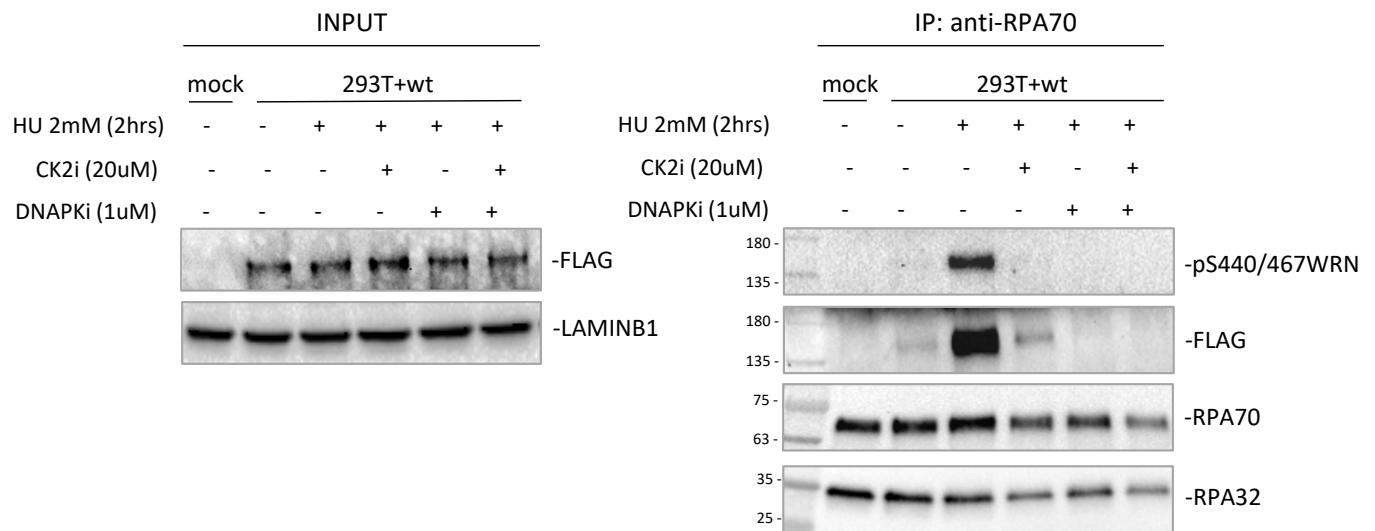 INPUT
mock 293T+wt
HU 2mM (2hrs) - - + + + +
CK2i (20uM) - - - + - +
DNAPKi (1uM) - - - - + +
-FLAG
-LAMINB1
IP: anti-RPA70
mock 293T+wt
HU 2mM (2hrs) - - + + + +
CK2i (20uM) - - - + - +
DNAPKi (1uM) - - - - + +
180 -
135 -
-pS440/467WRN
180 -
135 -
-FLAG
75 -
63 -
-RPA70
35 -
25 -
-RPA32